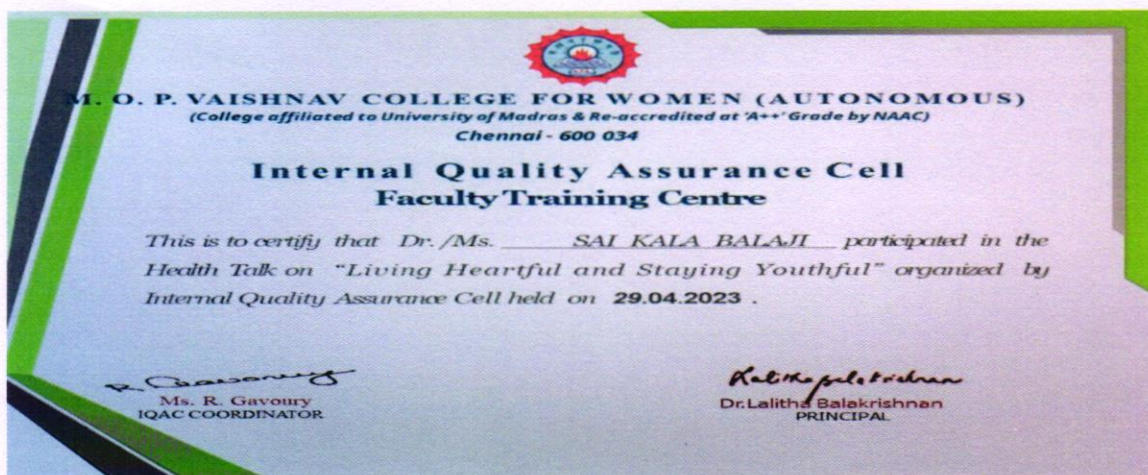 M. O. P. VAISHNAV COLLEGE FOR WOMEN (AUTONOMOUS)
(College affiliated to University of Madras & Re-accredited at 'A++' Grade by NAAC)
Chennai - 600 034
Internal Quality Assurance Cell
Faculty Training Centre
This is to certify that Dr./Ms. SAI KALA BALAJI participated in the
Health Talk on "Living Heartful and Staying Youthful" organized by
Internal Quality Assurance Cell held on 29.04.2023 .
R. Gavoury
Lalitha Balakrishnan
Ms. R. Gavoury
Dr.Lalitha Balakrishnan
IQAC COORDINATOR
PRINCIPAL